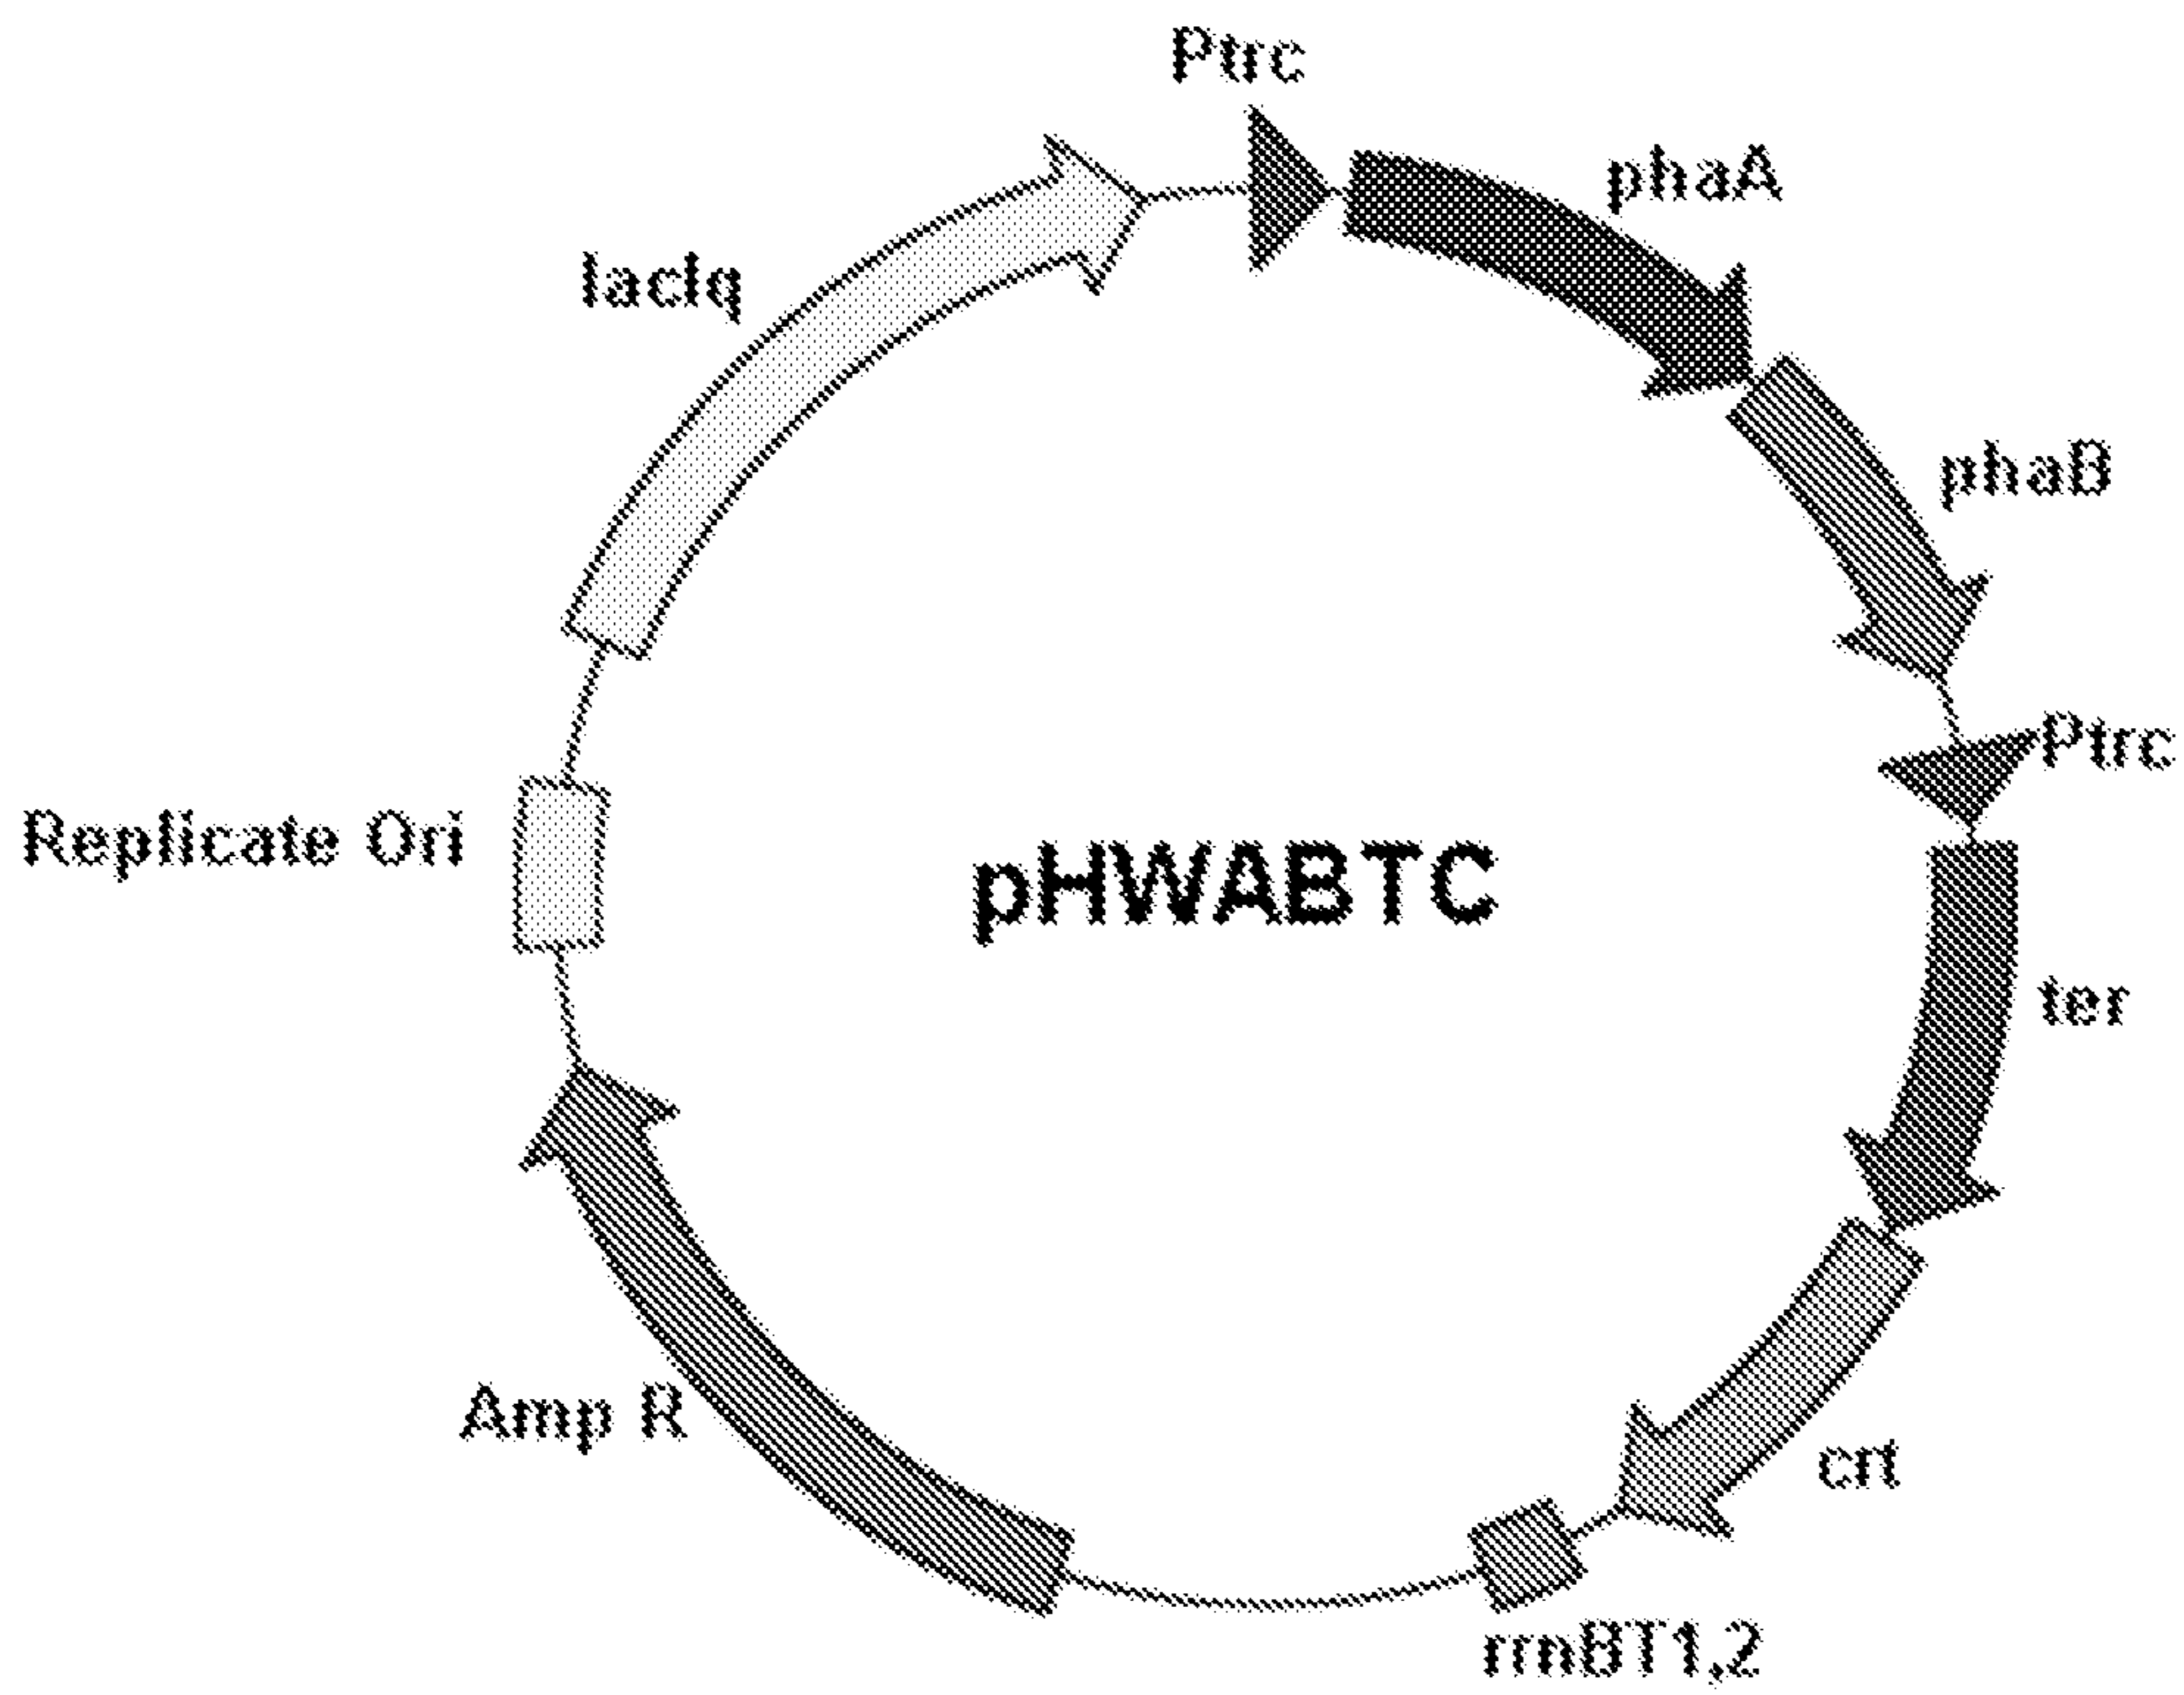 Ptrc
phaA
lacIq
phaB
Ptrc
Replicate Ori
pHWABTC
ter
Amp R
crt
rrnBT1,2